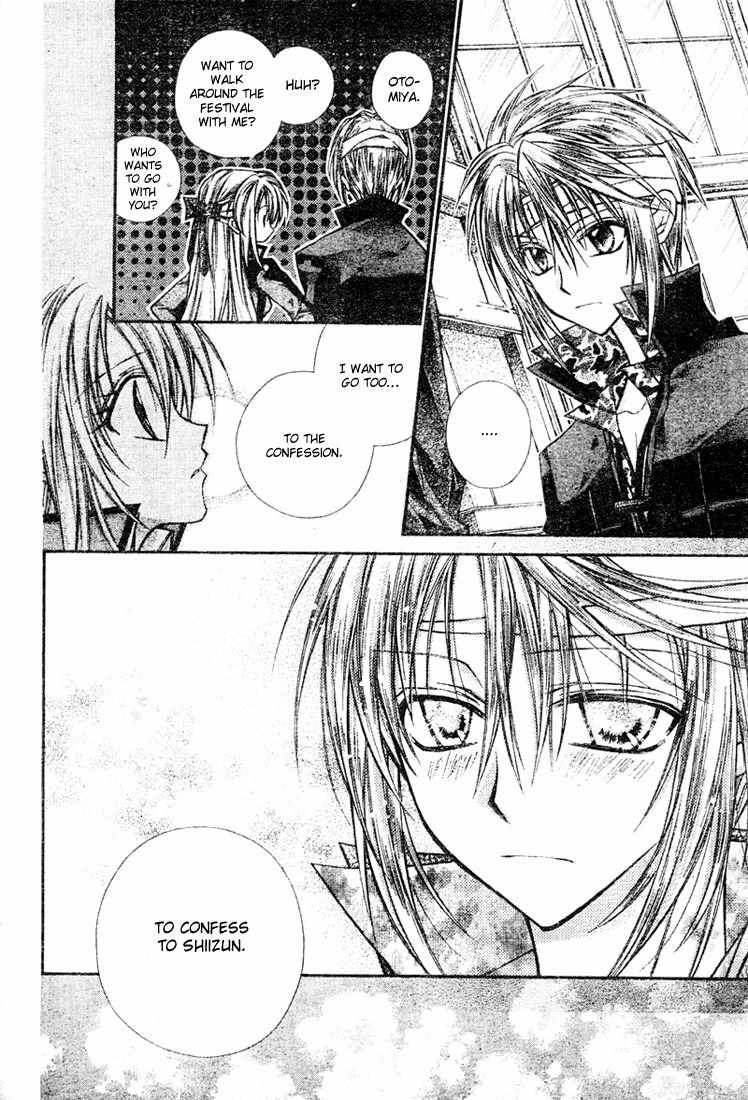 ....
OTO-
MIYA.
HUH?
WANT TO
WALK
AROUND THE
FESTIVAL
WITH ME?
WHO
WANTS
TO GO
WITH
YOU?
I WANT TO
GO TOO...
TO THE
CONFESSION.
TO CONFESS
TO SHIIZUN.